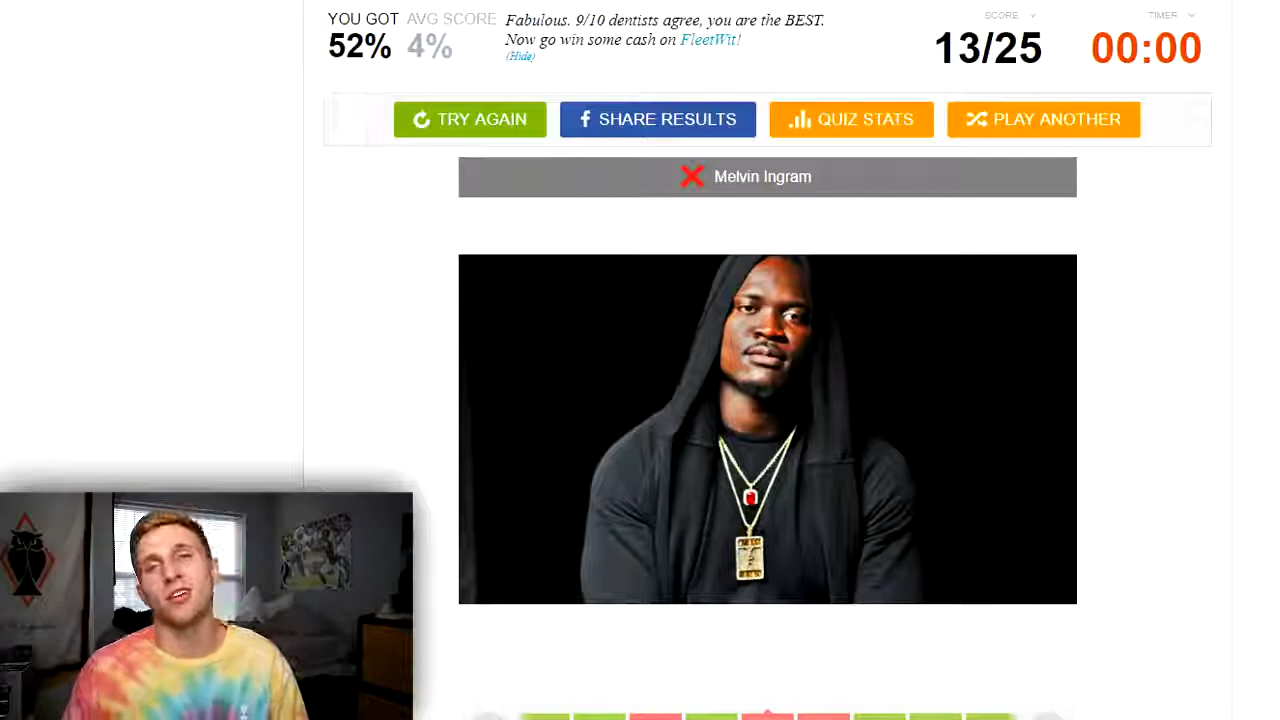 YOU GOT AVG SCORE
52% 4%
Fabulous. 9/10 dentists agree, you are the BEST.
Now go win some cash on FleetWit!
(Hide)
SCORE
13/25
TIMER
00:00
TRY AGAIN
SHARE RESULTS
QUIZ STATS
PLAY ANOTHER
Melvin Ingram